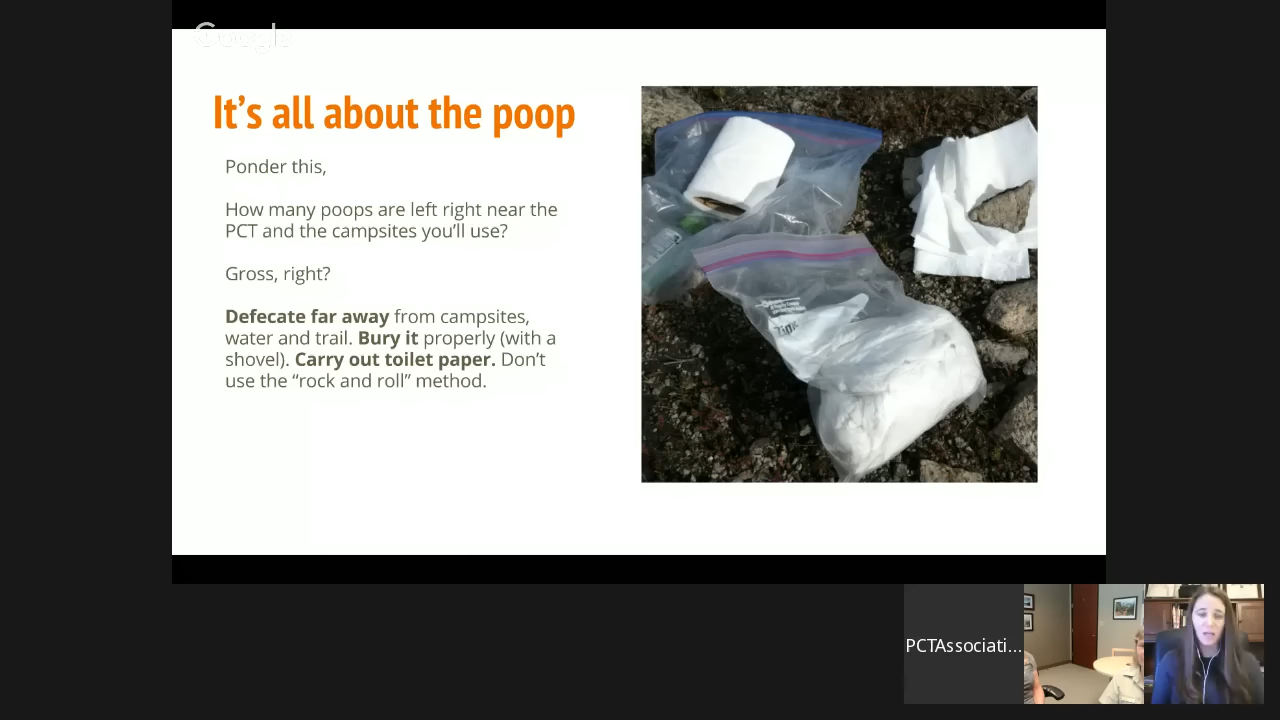 Google
It’s all about the poop
Ponder this,
How many poops are left right near the
PCT and the campsites you’ll use?
Gross, right?
Defecate far away from campsites,
water and trail. Bury it properly (with a
shovel). Carry out toilet paper. Don’t
use the “rock and roll” method.
PCTAssociati...